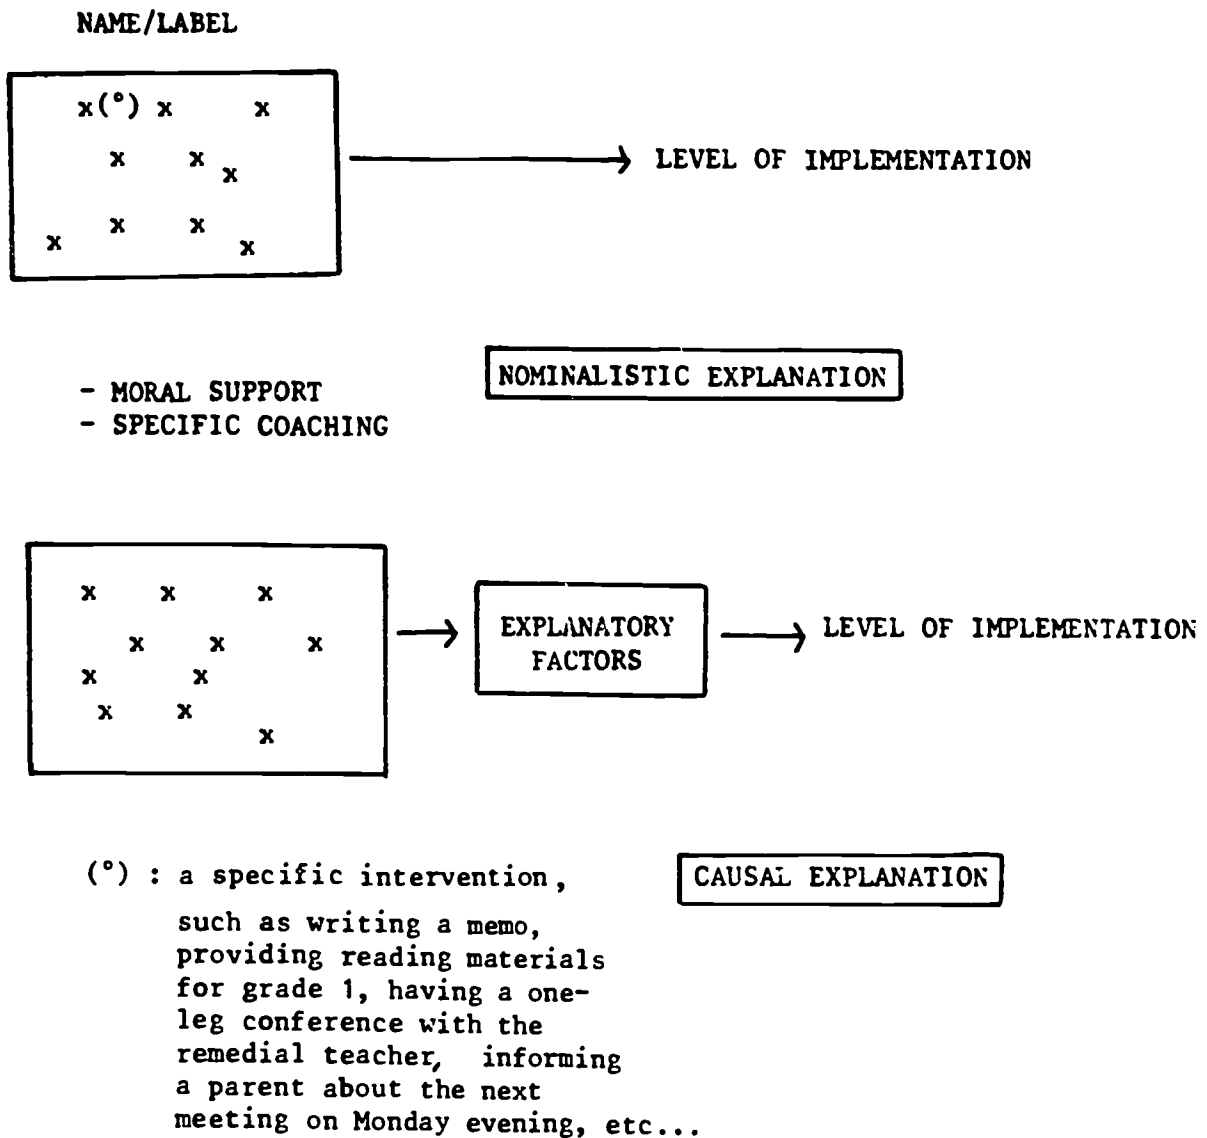 NAME/LABEL
x(°) x x
x x x
x x x x
LEVEL OF IMPLEMENTATION
- MORAL SUPPORT
- SPECIFIC COACHING
NOMINALISTIC EXPLANATION
x x x
x x x
x x
x x
x
EXPLANATORY
FACTORS
LEVEL OF IMPLEMENTATION
(°) : a specific intervention,
such as writing a memo,
providing reading materials
for grade 1, having a one-
leg conference with the
remedial teacher, informing
a parent about the next
meeting on Monday evening, etc...
CAUSAL EXPLANATION